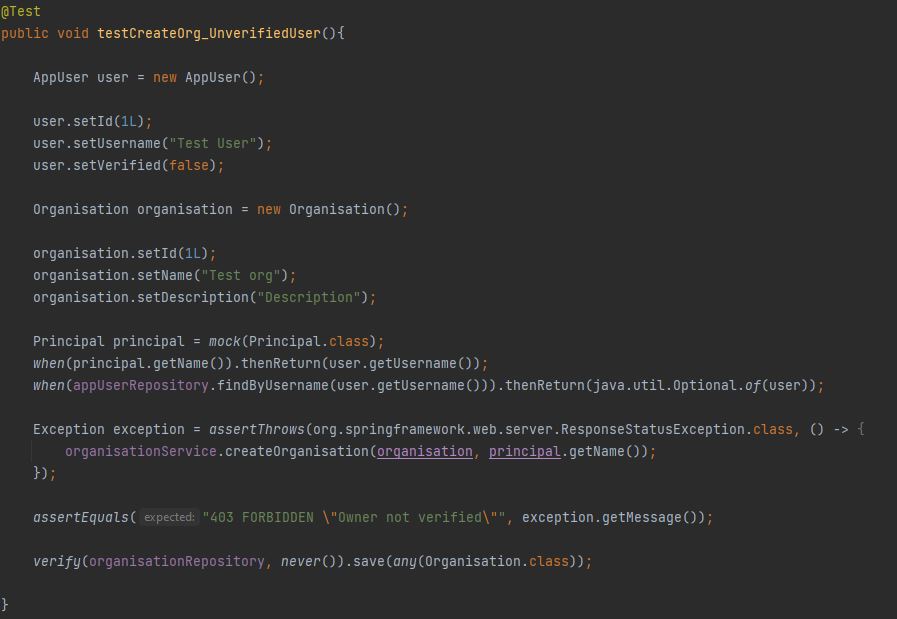 @Test
public void testCreateOrg_UnverifiedUser(){
AppUser user = new AppUser();
user.setId(1L);
user.setUsername("Test User");
user.setVerified(false);
Organisation organisation = new Organisation();
organisation.setId(1L);
organisation.setName("Test org");
organisation.setDescription("Description");
Principal principal = mock(Principal.class);
when(principal.getName()).thenReturn(user.getUsername());
when(appUserRepository.findByUsername(user.getUsername())).thenReturn(java.util.Optional.of(user));
Exception exception = assertThrows(org.springframework.web.server.ResponseStatusException.class, () -> {
organisationService.createOrganisation(organisation, principal.getName());
});
assertEquals( expected: "403 FORBIDDEN \"Owner not verified\"", exception.getMessage());
verify(organisationRepository, never()).save(any(Organisation.class));
}